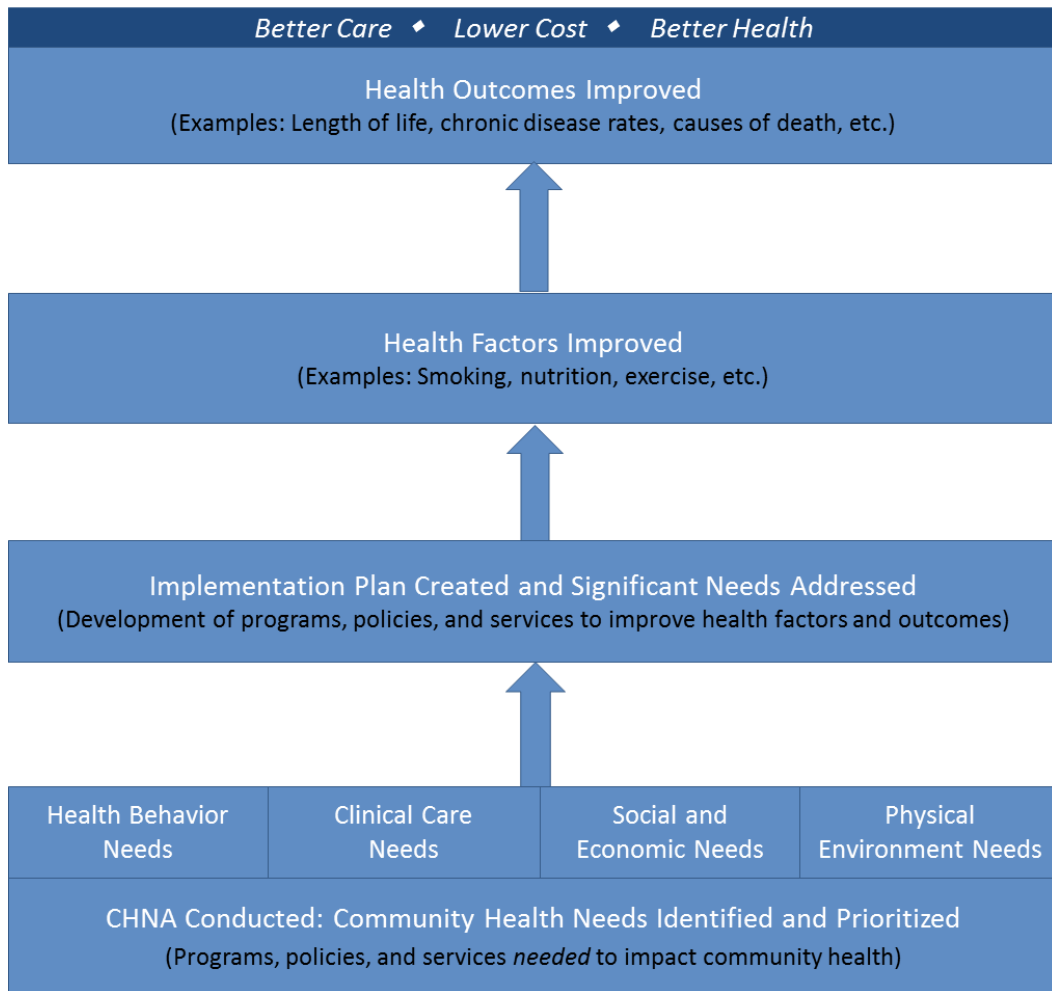 Better Care ◆ Lower Cost ◆ Better Health
Health Outcomes Improved
(Examples: Length of life, chronic disease rates, causes of death, etc.)
Health Factors Improved
(Examples: Smoking, nutrition, exercise, etc.)
Implementation Plan Created and Significant Needs Addressed
(Development of programs, policies, and services to improve health factors and outcomes)
Health Behavior
Needs
Clinical Care
Needs
Social and
Economic Needs
Physical
Environment Needs
CHNA Conducted: Community Health Needs Identified and Prioritized
(Programs, policies, and services needed to impact community health)